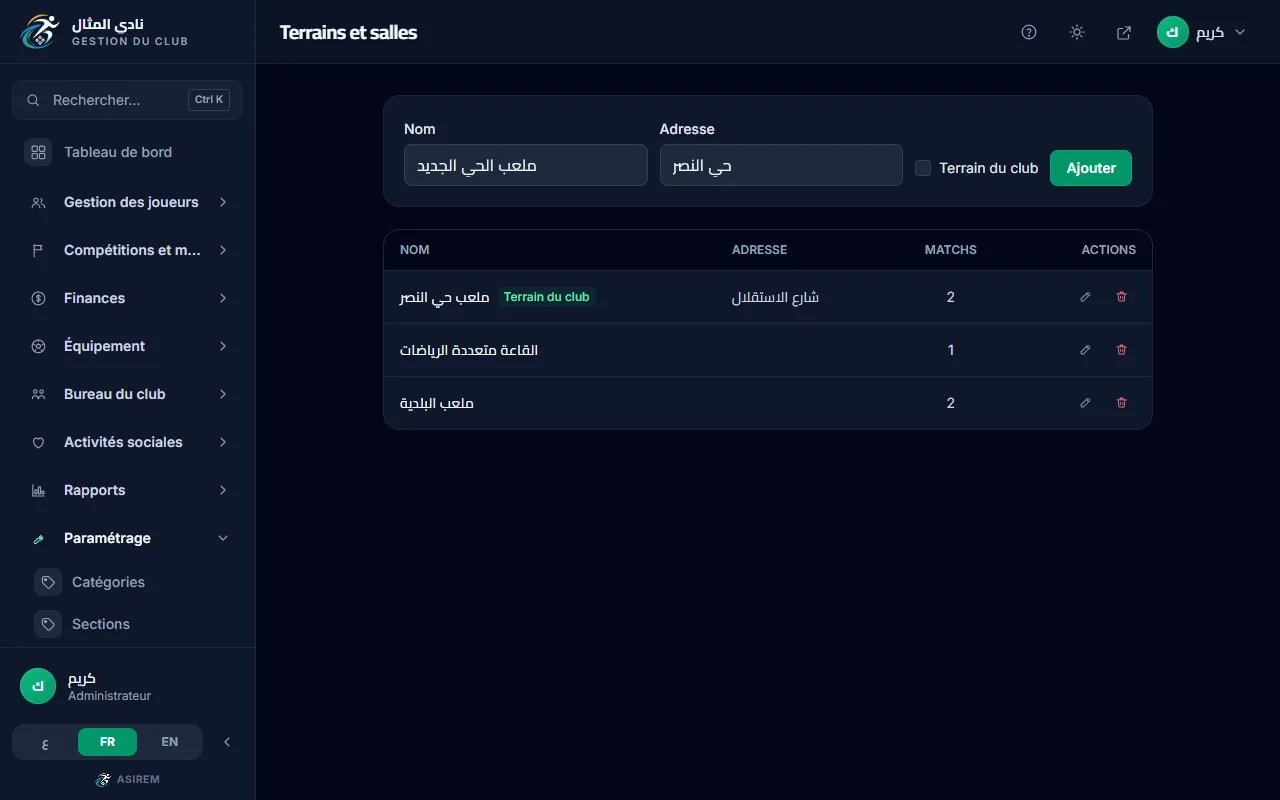 نادي المثال
GESTION DU CLUB
Rechercher...
Ctrl K
Tableau de bord
Gestion des joueurs
Compétitions et m...
Finances
Équipement
Bureau du club
Activités sociales
Rapports
Paramétrage
Catégories
Sections
ك
كريم
Administrateur
ع
FR
EN
ASIREM
Terrains et salles
ك
كريم
Nom
Adresse
ملعب الحي الجديد
حي النصر
Terrain du club
Ajouter
NOM
ADRESSE
MATCHS
ACTIONS
ملعب حي النصر
Terrain du club
شارع الاستقلال
2
القاعة متعددة الرياضات
1
ملعب البلدية
2